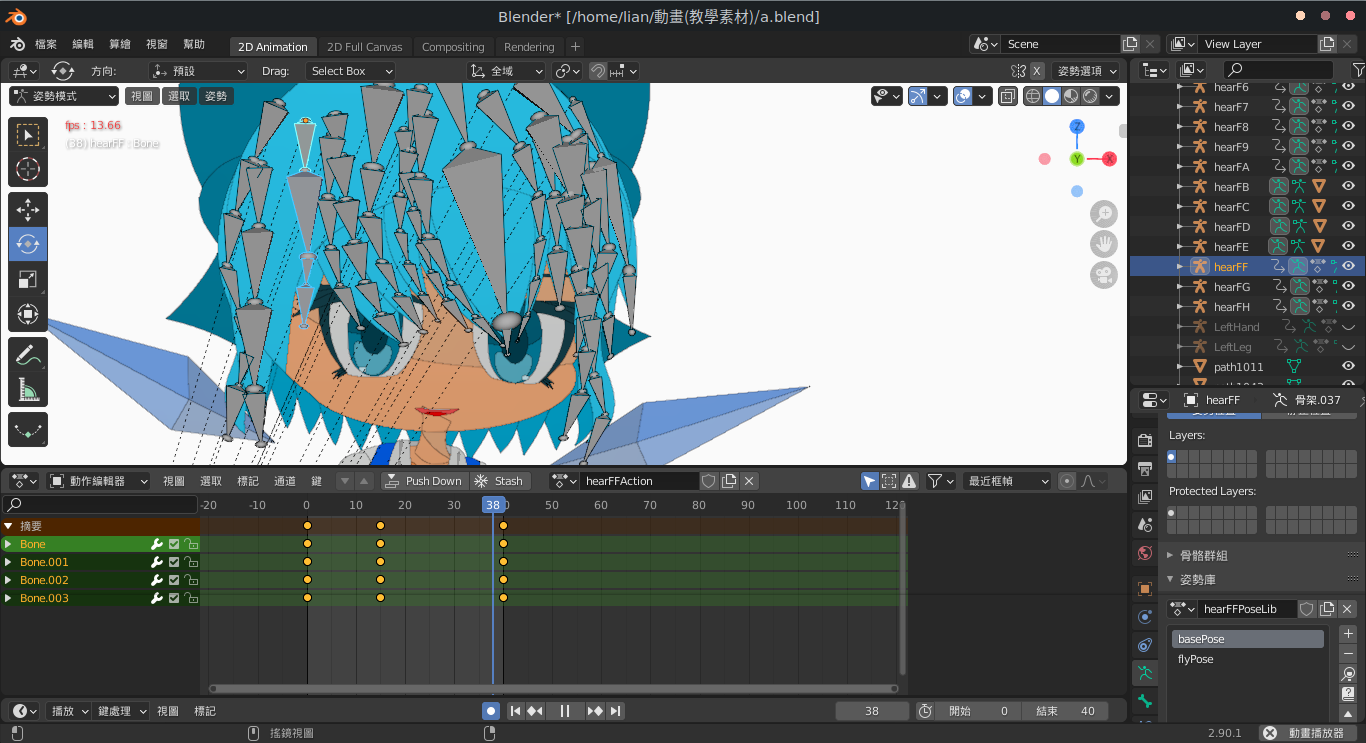 Blender* [/home/lian/動畫(教學素材)/a.blend]
檔案 編輯 算繪 視窗 幫助 2D Animation 2D Full Canvas Compositing Rendering + Scene View Layer
方向: 預設 Drag: Select Box 全域 X 姿勢選項
姿勢模式 視圖 選取 姿勢
fps : 13.66
(38) hearFF : Bone
Z
Y
X
hearF6
hearF7
hearF8
hearF9
hearFA
hearFB
hearFC
hearFD
hearFE
hearFF
hearFG
hearFH
LeftHand
LeftLeg
path1011
hearFF 骨架.037
Layers:
Protected Layers:
骨骼群組
姿勢庫
hearFFPoseLib
basePose
flyPose
動作編輯器 視圖 選取 標記 通道 鍵 Push Down Stash hearFFAction 最近框幀
-20 -10 0 10 20 30 38 50 60 70 80 90 100 110 120
摘要
Bone
Bone.001
Bone.002
Bone.003
播放 鍵處理 視圖 標記 38 開始 0 結束 40
搖鏡視圖 2.90.1 動畫播放器